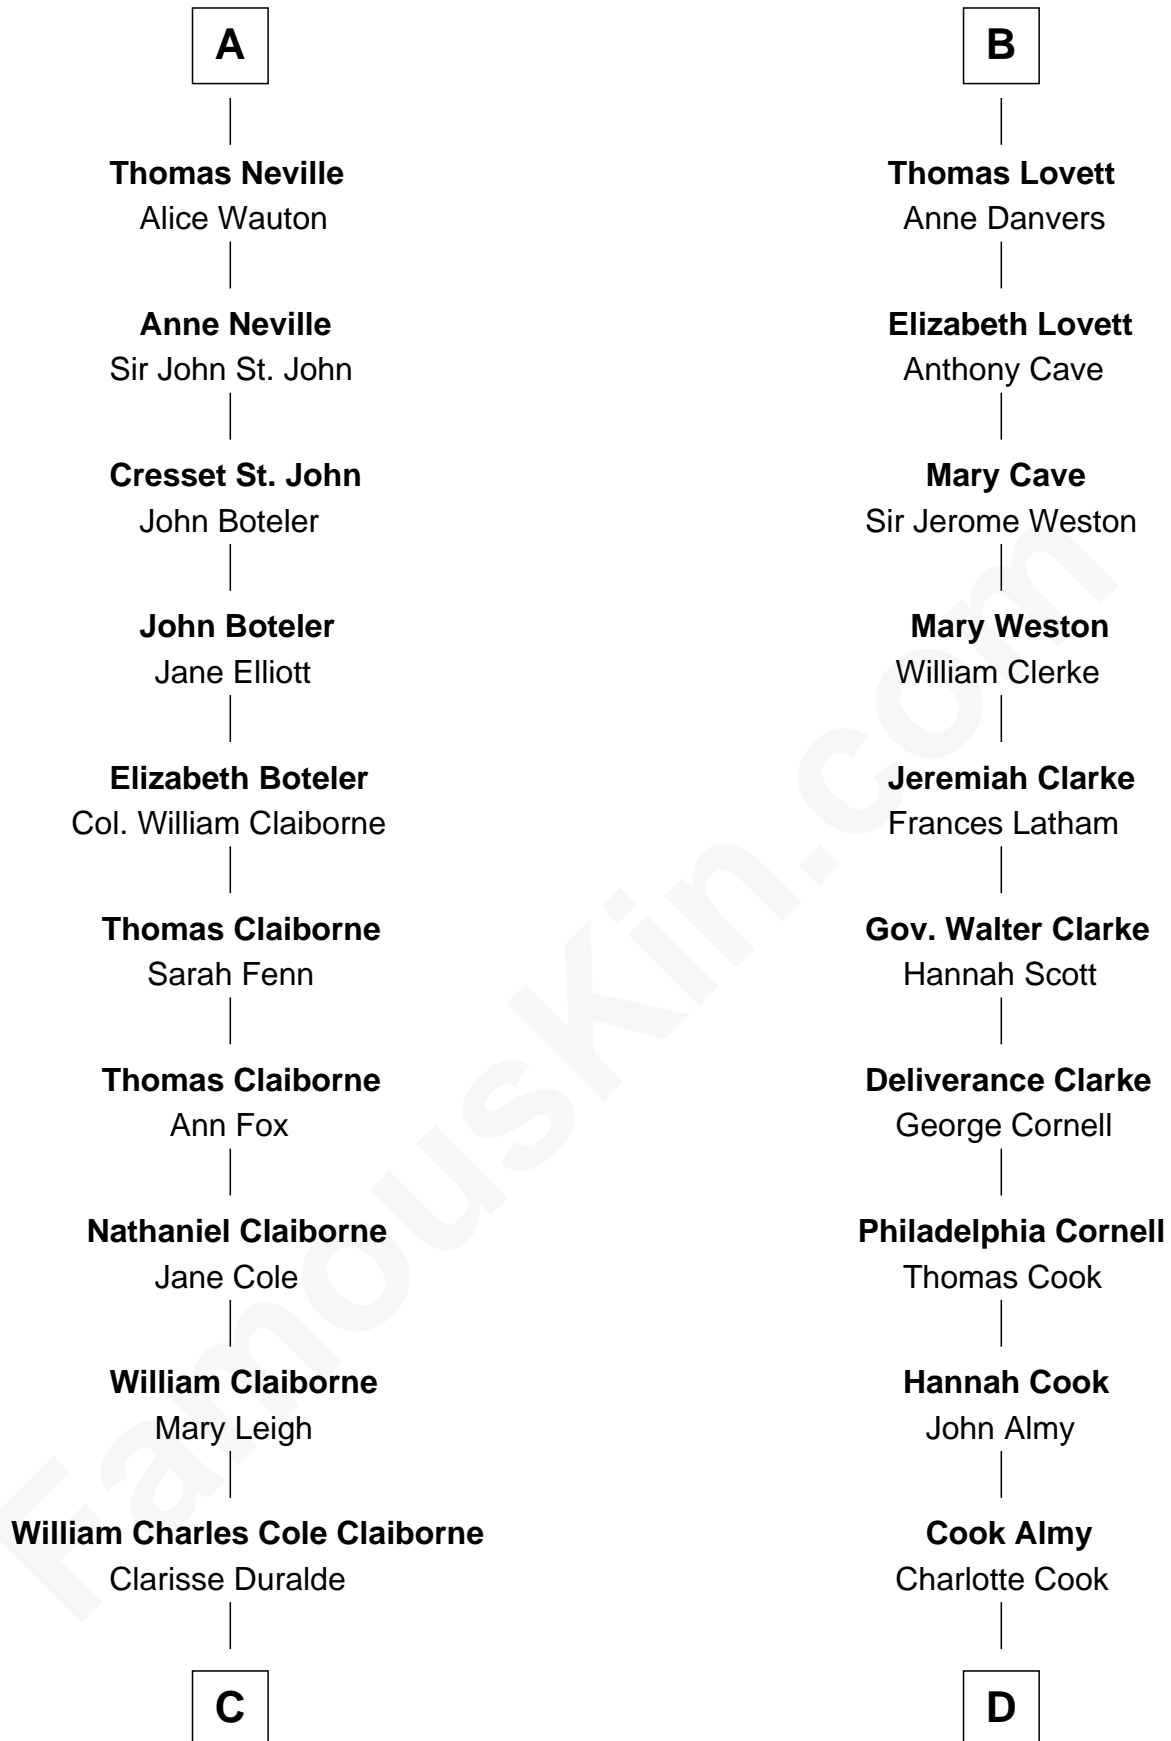 A
Thomas Neville
Alice Wauton
Anne Neville
Sir John St. John
Cresset St. John
John Boteler
John Boteler
Jane Elliott
Elizabeth Boteler
Col. William Claiborne
Thomas Claiborne
Sarah Fenn
Thomas Claiborne
Ann Fox
Nathaniel Claiborne
Jane Cole
William Claiborne
Mary Leigh
William Charles Cole Claiborne
Clarisse Duralde
C
B
Thomas Lovett
Anne Danvers
Elizabeth Lovett
Anthony Cave
Mary Cave
Sir Jerome Weston
Mary Weston
William Clerke
Jeremiah Clarke
Frances Latham
Gov. Walter Clarke
Hannah Scott
Deliverance Clarke
George Cornell
Philadelphia Cornell
Thomas Cook
Hannah Cook
John Almy
Cook Almy
Charlotte Cook
D
FamousKin.com